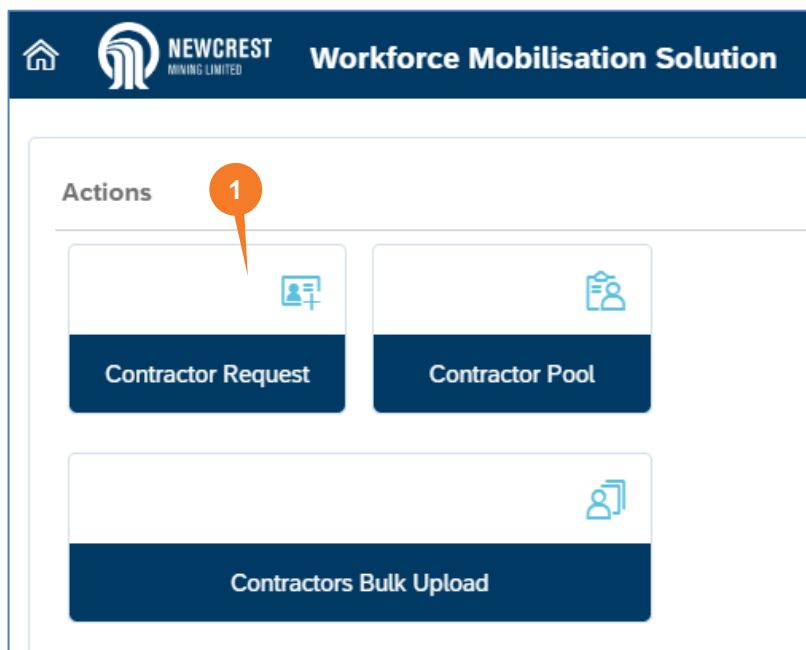 NEWCREST
MINING LIMITED
Workforce Mobilisation Solution
Actions
1
Contractor Request
Contractor Pool
Contractors Bulk Upload